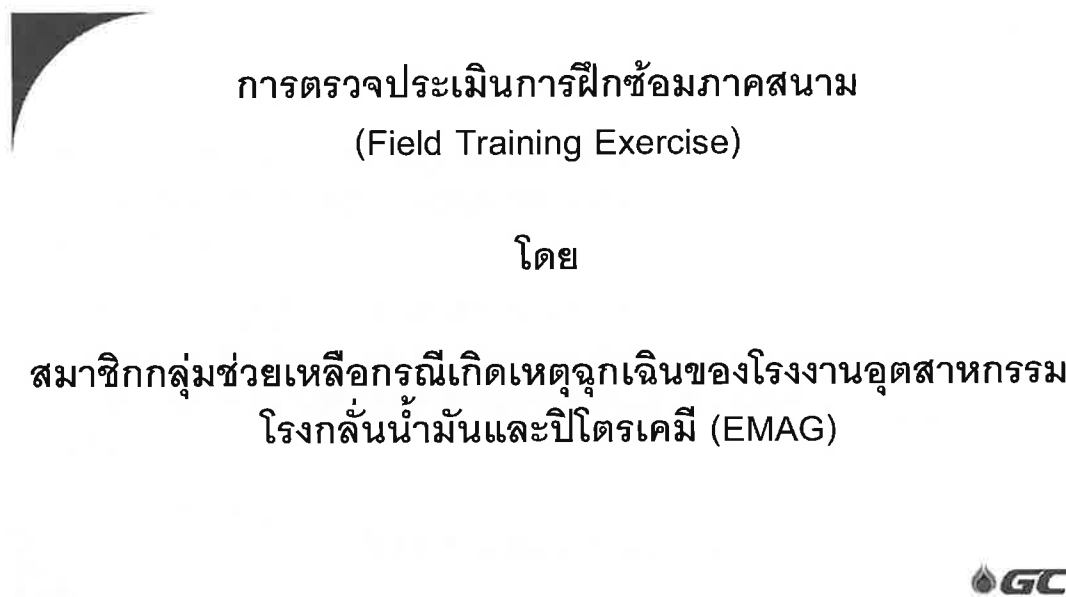 การตรวจประเมินการฝึกซ้อมภาคสนาม
(Field Training Exercise)
โดย
สมาชิกกลุ่มช่วยเหลือกรณีเกิดเหตุฉุกเฉินของโรงงานอุตสาหกรรม
โรงกลั่นน้ำมันและปิโตรเคมี (EMAG)
GC